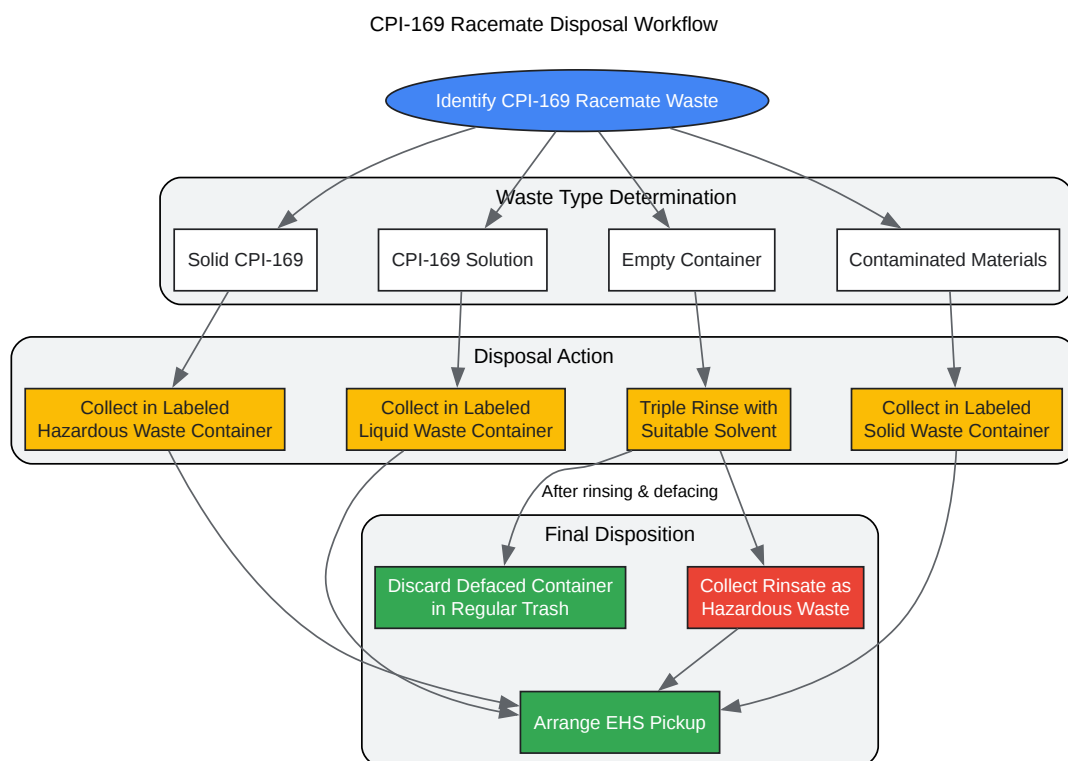 CPI-169 Racemate Disposal Workflow
Identify CPI-169 Racemate Waste
Waste Type Determination
Solid CPI-169
CPI-169 Solution
Empty Container
Contaminated Materials
Disposal Action
Collect in Labeled
Hazardous Waste Container
Collect in Labeled
Liquid Waste Container
Triple Rinse with
Suitable Solvent
Collect in Labeled
Solid Waste Container
After rinsing & defacing
Final Disposition
Discard Defaced Container
in Regular Trash
Collect Rinsate as
Hazardous Waste
Arrange EHS Pickup